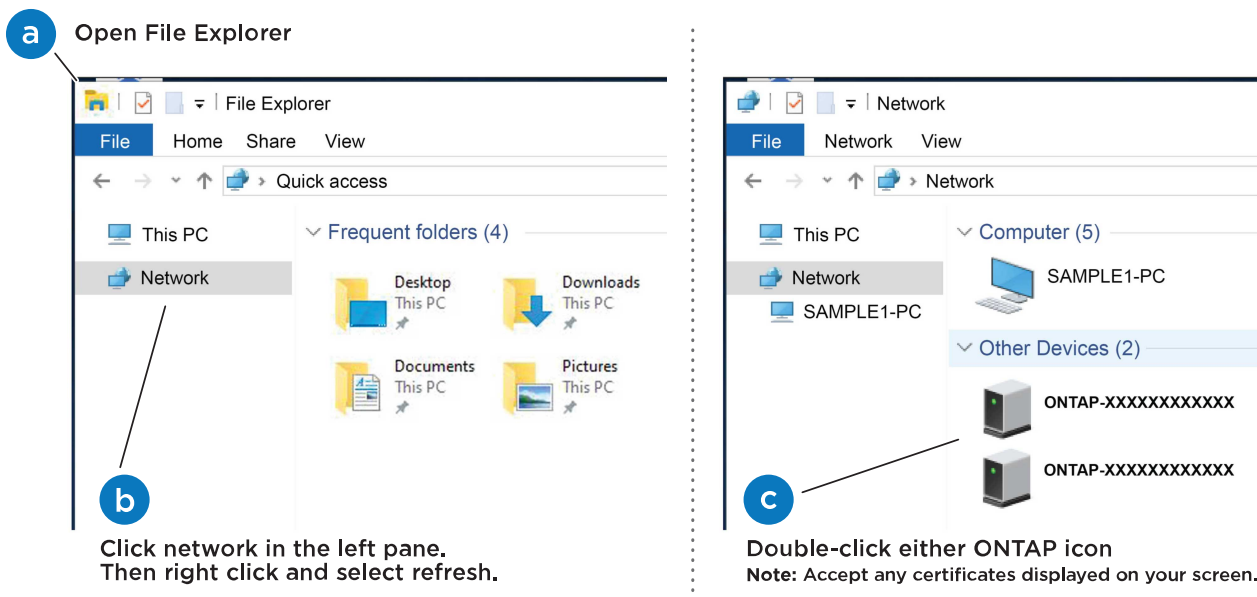 a
Open File Explorer
File Explorer
File Home Share View
Quick access
This PC
Network
Frequent folders (4)
Desktop
This PC
Downloads
This PC
Documents
This PC
Pictures
This PC
b
Click network in the left pane.
Then right click and select refresh.
Network
File Network View
Network
This PC
Network
SAMPLE1-PC
Computer (5)
SAMPLE1-PC
Other Devices (2)
ONTAP-XXXXXXXXXXXX
ONTAP-XXXXXXXXXXXX
c
Double-click either ONTAP icon
Note: Accept any certificates displayed on your screen.